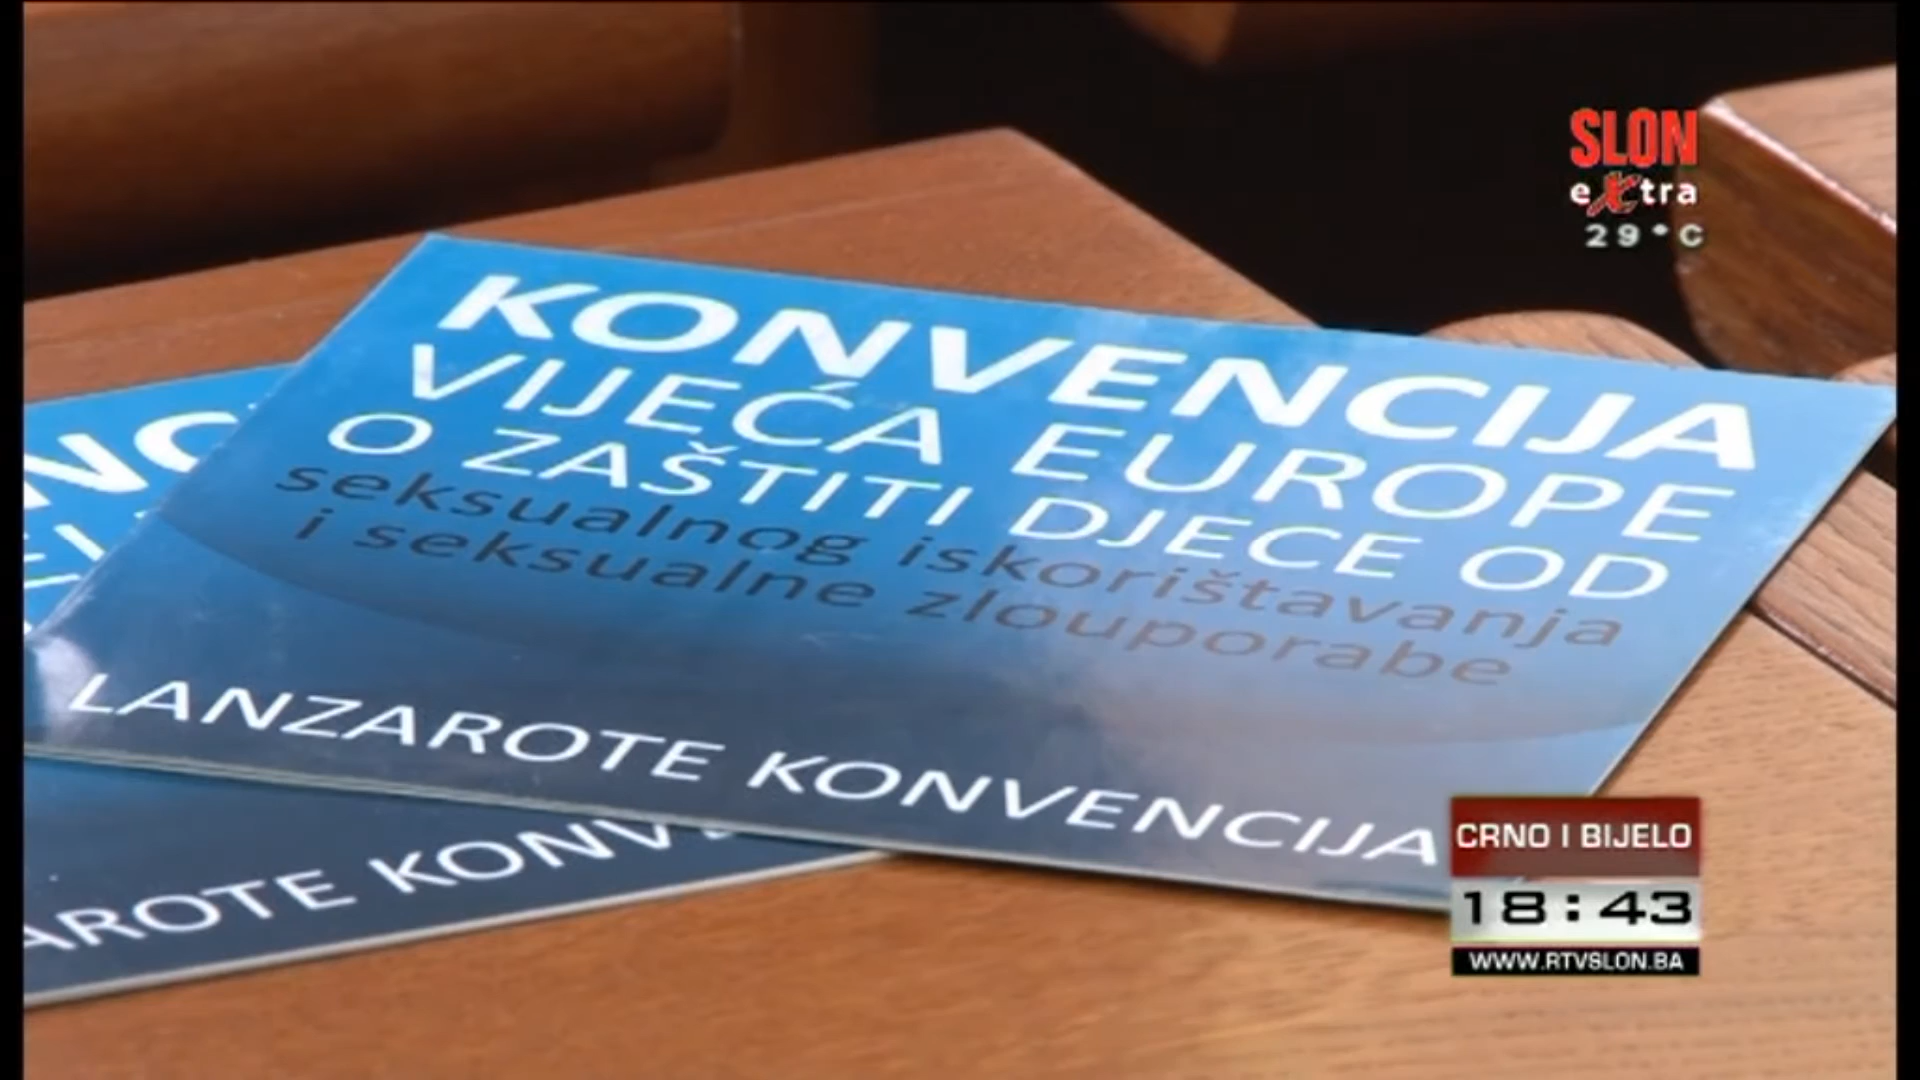 SLON
extra
29°C
KONVENCIJA
VIJEĆA EUROPE
O ZAŠTITI DJECE OD
seksualnog iskorištavanja
i seksualne zlouporabe
LANZAROTE KONVENCIJA
AROTE KONV
CRNO I BIJELO
18:43
WWW.RTVSLON.BA